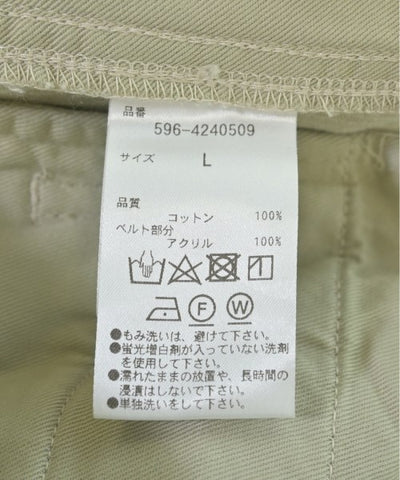 品番
596-4240509
サイズ L
品質
コットン 100%
ベルト部分
アクリル 100%
F W
●もみ洗いは、避けて下さい。
●蛍光増白剤が入っていない洗剤
を使用して下さい。
●濡れたままの放置や、長時間の
浸漬はしないで下さい。
●単独洗いをして下さい。